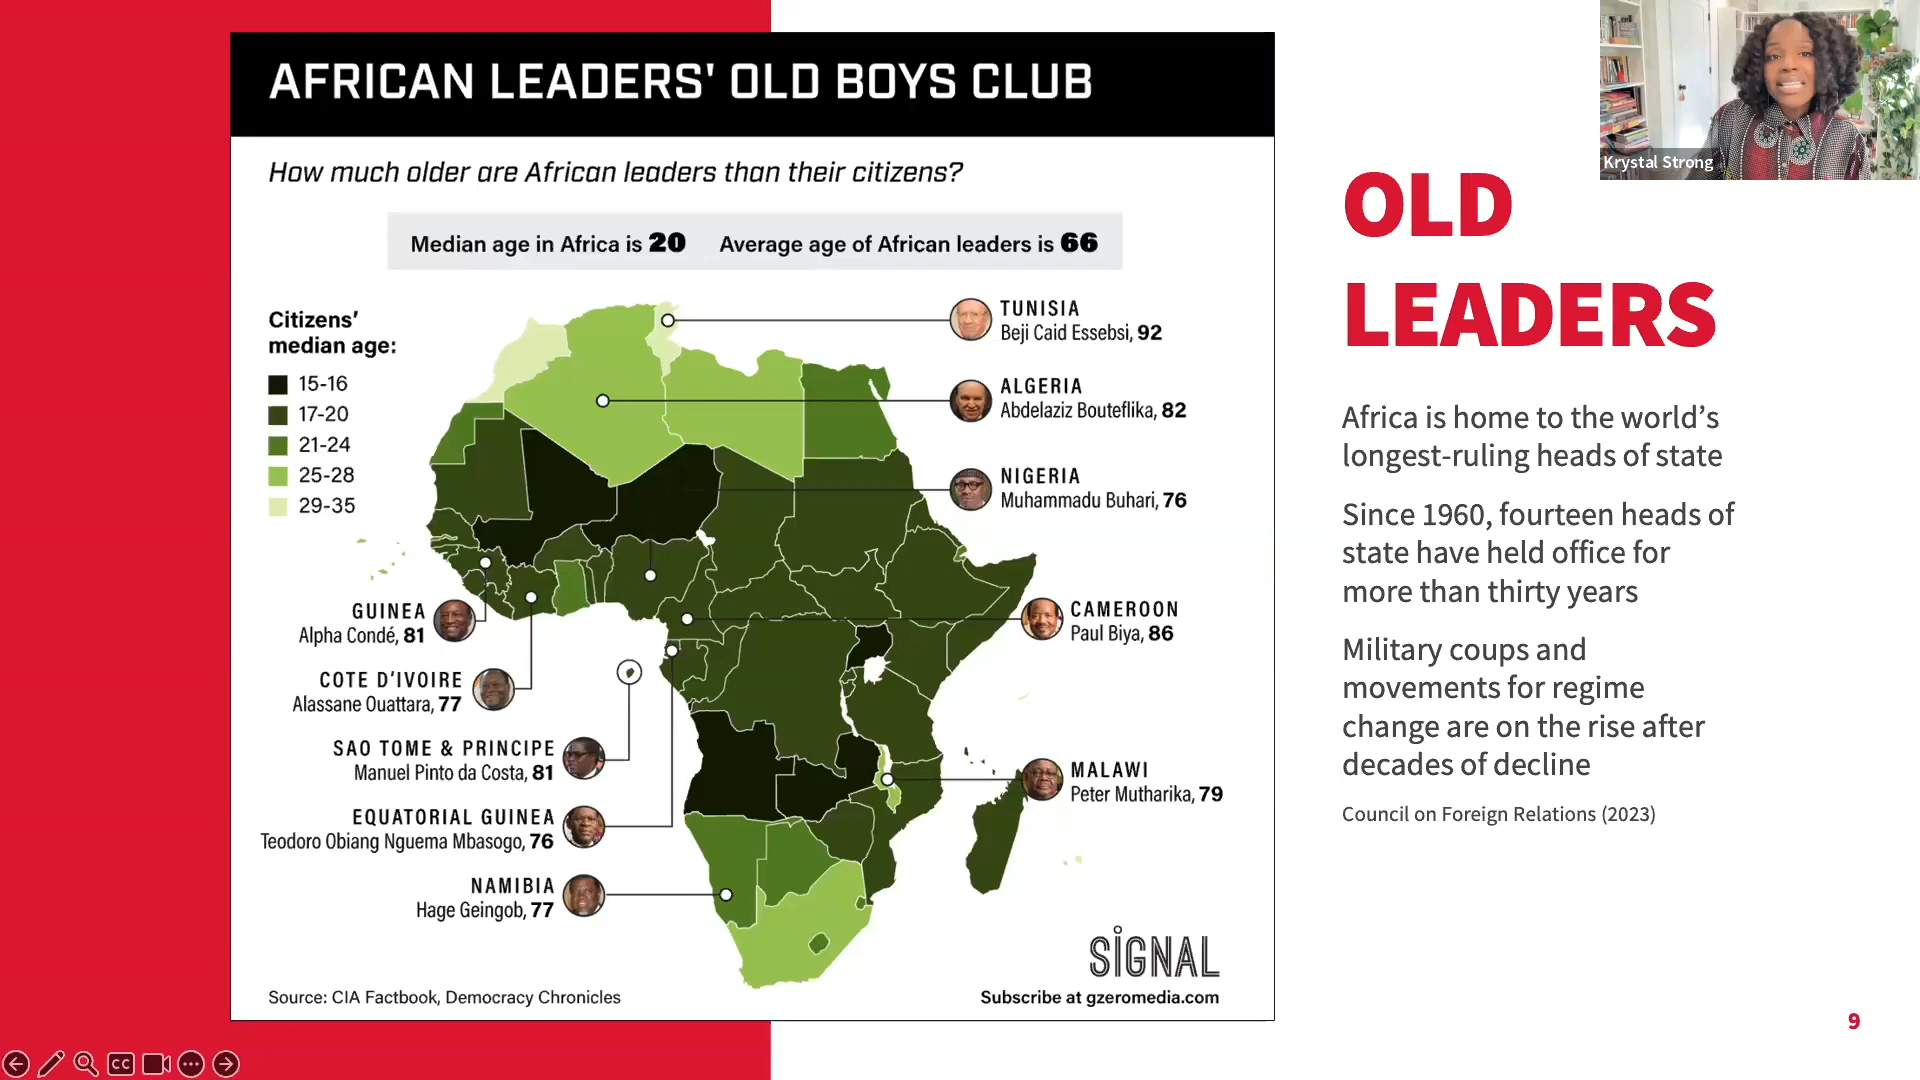 AFRICAN LEADERS' OLD BOYS CLUB
How much older are African leaders than their citizens?
Median age in Africa is 20 Average age of African leaders is 66
Citizens'
median age:
15-16
17-20
21-24
25-28
29-35
TUNISIA
Beji Caid Essebsi, 92
ALGERIA
Abdelaziz Bouteflika, 82
NIGERIA
Muhammadu Buhari, 76
GUINEA
Alpha Condé, 81
CAMEROON
Paul Biya, 86
COTE D'IVOIRE
Alassane Ouattara, 77
SAO TOME & PRINCIPE
Manuel Pinto da Costa, 81
MALAWI
Peter Mutharika, 79
EQUATORIAL GUINEA
Teodoro Obiang Nguema Mbasogo, 76
NAMIBIA
Hage Geingob, 77
SIGNAL
Source: CIA Factbook, Democracy Chronicles
Subscribe at gzeromedia.com
Krystal Strong
OLD
LEADERS
Africa is home to the world’s
longest-ruling heads of state
Since 1960, fourteen heads of
state have held office for
more than thirty years
Military coups and
movements for regime
change are on the rise after
decades of decline
Council on Foreign Relations (2023)
9
CC